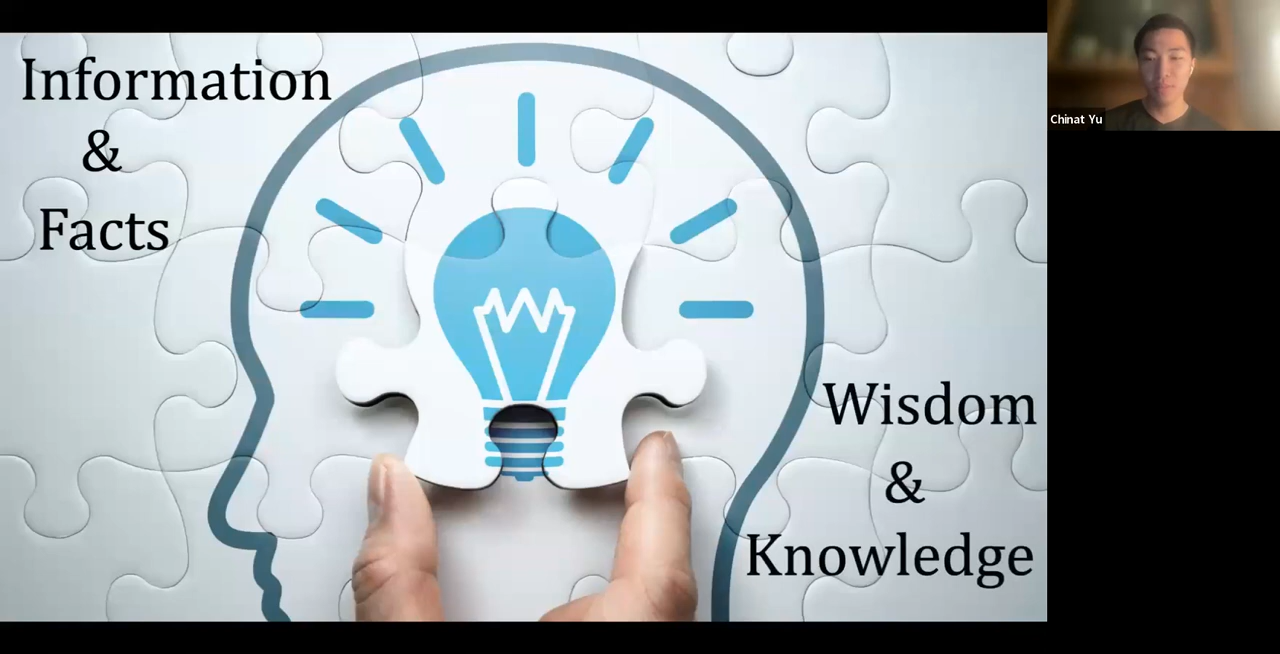 Information
&
Facts
Wisdom
&
Knowledge
Chinat Yu